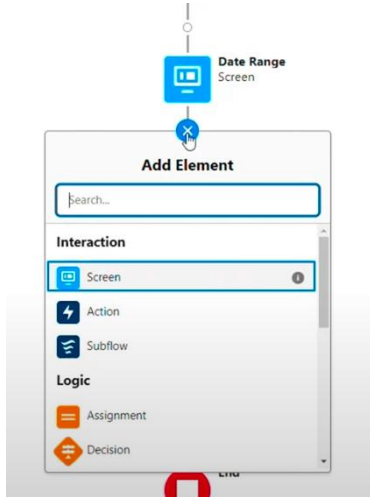 Date Range
Screen
Add Element
Search...
Interaction
Screen
Action
Subflow
Logic
Assignment
Decision
End